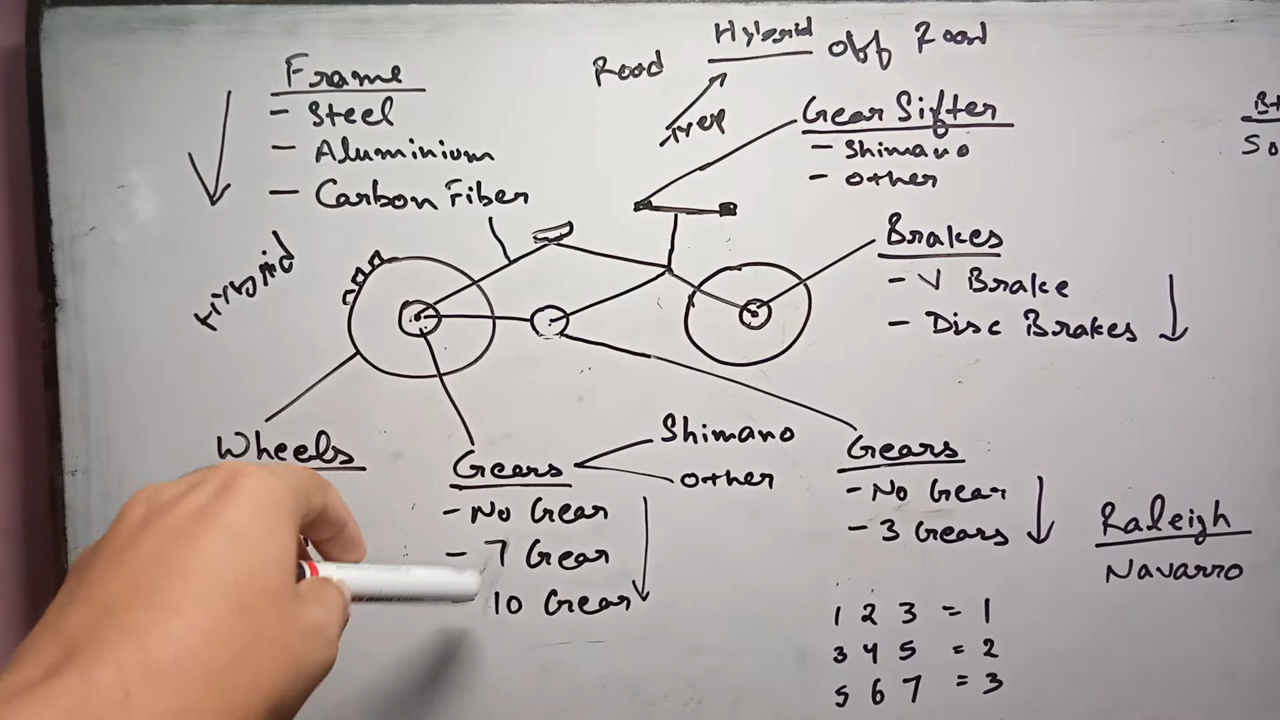 Hybrid
Road
Off Road
Frame
- Steel
- Aluminium
- Carbon Fiber
Gear Sifter
- Shimano
- Other
Brakes
- V Brake
- Disc Brakes
Wheels
Gears
Shimano
Other
- No Gear
- 7 Gear
- 10 Gear
Gears
- No Gear
- 3 Gears
Raleigh
Navarro
1 2 3 = 1
3 4 5 = 2
5 6 7 = 3